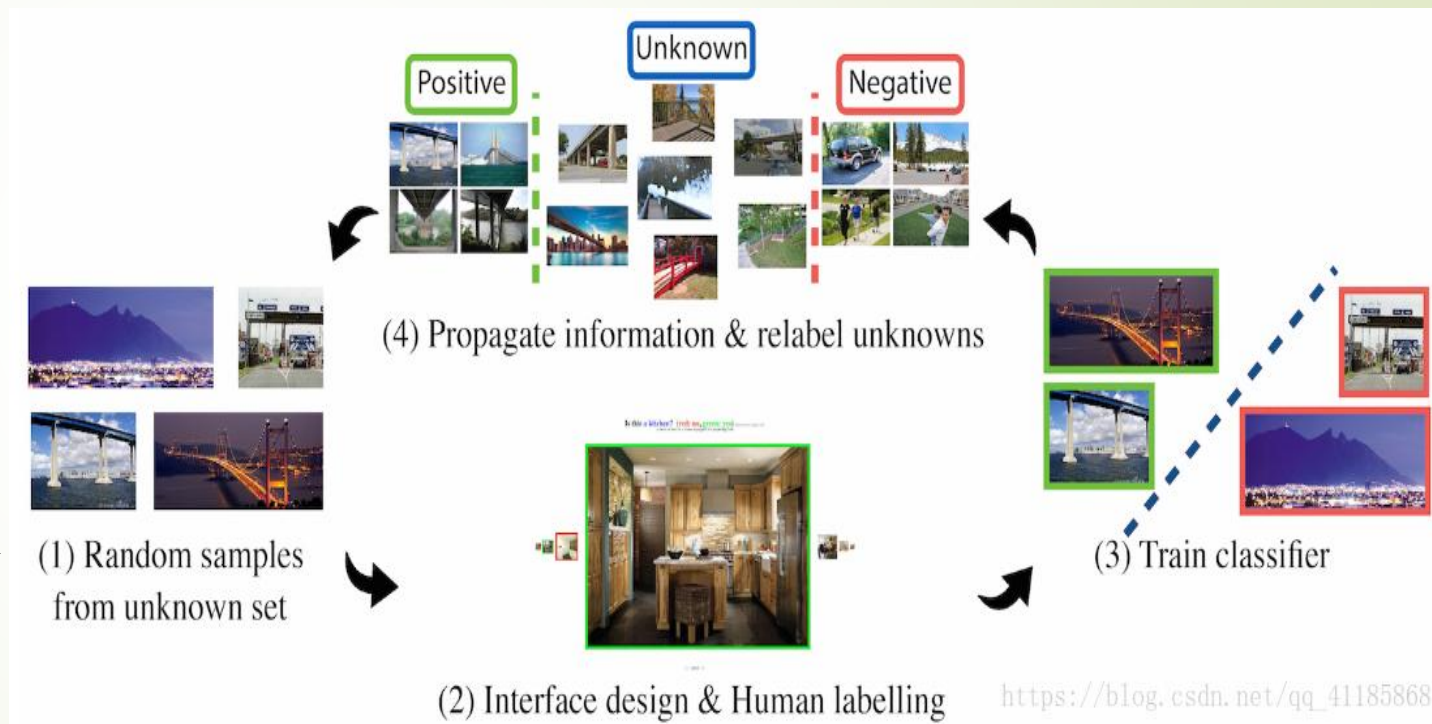 Unknown
Positive
Negative
(4) Propagate information & relabel unknowns
(1) Random samples
from unknown set
Is this a kitchen?
(3) Train classifier
(2) Interface design & Human labelling
https://blog.csdn.net/qq_41185868